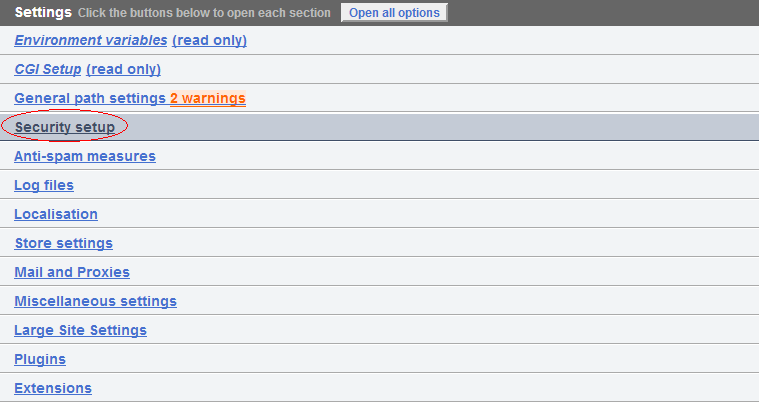 Settings Click the buttons below to open each section Open all options
Environment variables (read only)
CGI Setup (read only)
General path settings 2 warnings
Security setup
Anti-spam measures
Log files
Localisation
Store settings
Mail and Proxies
Miscellaneous settings
Large Site Settings
Plugins
Extensions